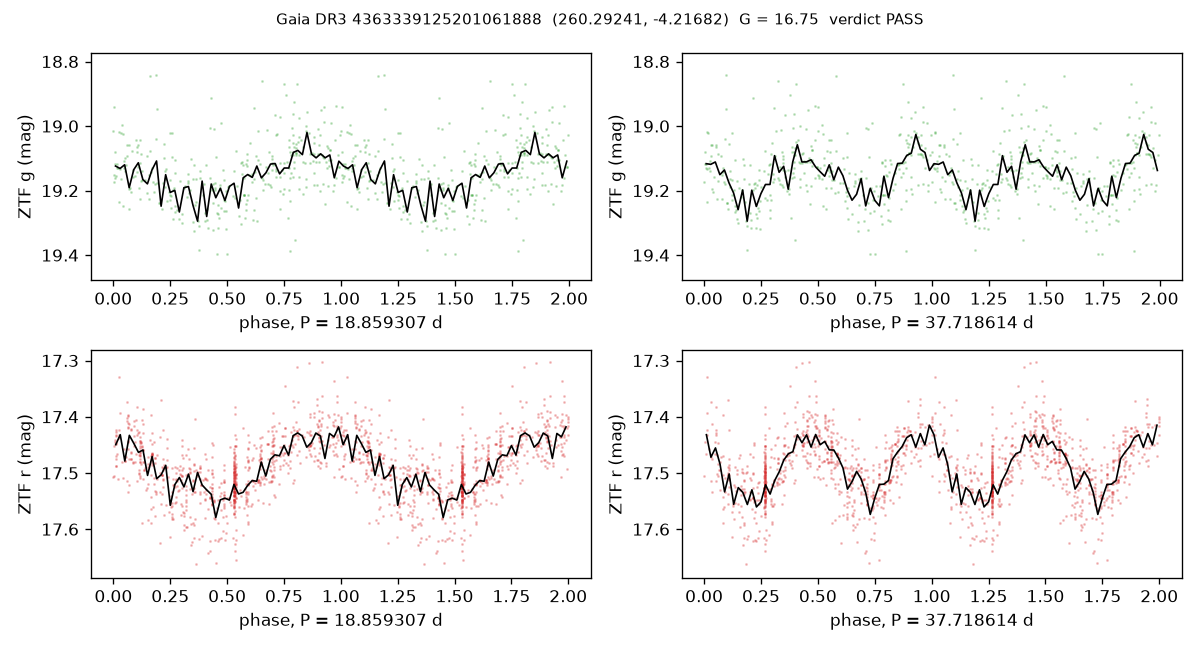 Gaia DR3 4363339125201061888 (260.29241, -4.21682) G = 16.75 verdict PASS
18.8
19.0
19.2
19.4
ZTF g (mag)
0.00 0.25 0.50 0.75 1.00 1.25 1.50 1.75 2.00
phase, P = 18.859307 d
18.8
19.0
19.2
19.4
ZTF g (mag)
0.00 0.25 0.50 0.75 1.00 1.25 1.50 1.75 2.00
phase, P = 37.718614 d
17.3
17.4
17.5
17.6
ZTF r (mag)
0.00 0.25 0.50 0.75 1.00 1.25 1.50 1.75 2.00
phase, P = 18.859307 d
17.3
17.4
17.5
17.6
ZTF r (mag)
0.00 0.25 0.50 0.75 1.00 1.25 1.50 1.75 2.00
phase, P = 37.718614 d